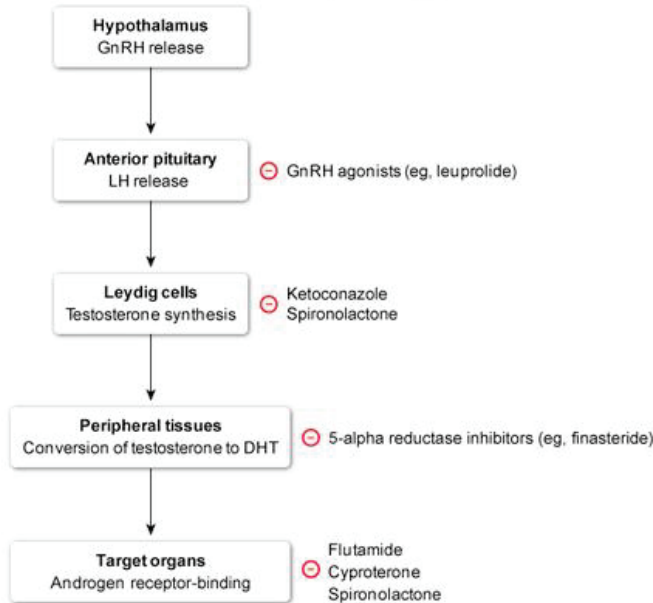 Hypothalamus
GnRH release
Anterior pituitary
LH release
GnRH agonists (eg, leuprolide)
Leydig cells
Testosterone synthesis
Ketoconazole
Spironolactone
Peripheral tissues
Conversion of testosterone to DHT
5-alpha reductase inhibitors (eg, finasteride)
Target organs
Androgen receptor-binding
Flutamide
Cyproterone
Spironolactone